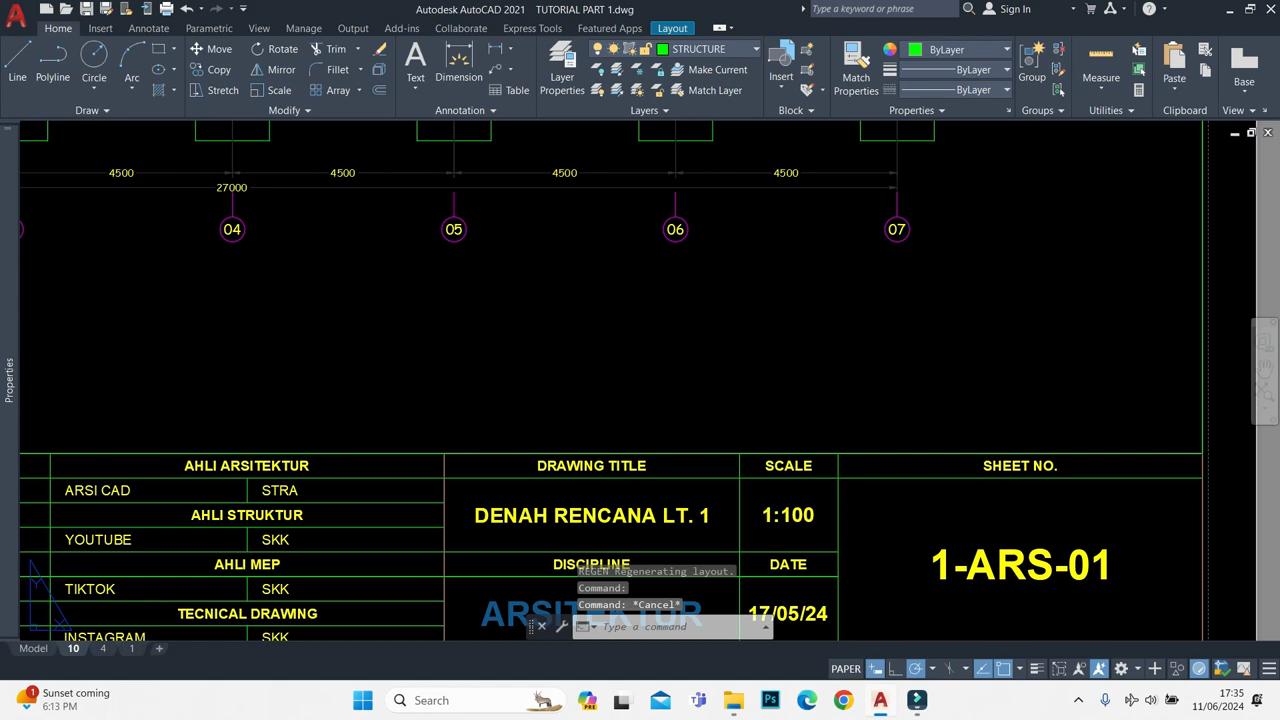 Autodesk AutoCAD 2021 TUTORIAL PART 1.dwg
Type a keyword or phrase
Sign In
Home Insert Annotate Parametric View Manage Output Add-ins Collaborate Express Tools Featured Apps Layout
Move Rotate Trim STRUCTURE ByLayer
Copy Mirror Fillet Make Current ByLayer
Line Polyline Circle Arc Text Dimension Layer Properties Insert Match Properties Group Measure Paste Base
Stretch Scale Array Table Match Layer ByLayer
Draw Modify Annotation Layers Block Properties Groups Utilities Clipboard View
4500 4500 4500 4500
27000
04 05 06 07
Properties
AHLI ARSITEKTUR DRAWING TITLE SCALE SHEET NO.
ARSI CAD STRA
AHLI STRUKTUR DENAH RENCANA LT. 1 1:100
YOUTUBE SKK
AHLI MEP DISCIPLINE DATE 1-ARS-01
REGEN Regenerating layout.
TIKTOK SKK Command:
Command: *Cancel*
TECNICAL DRAWING ARSITEKTUR 17/05/24
Type a command
INSTAGRAM SKK
Model 10 4 1
PAPER
1
Sunset coming
6:13 PM
Search
PRE
17:35
11/06/2024